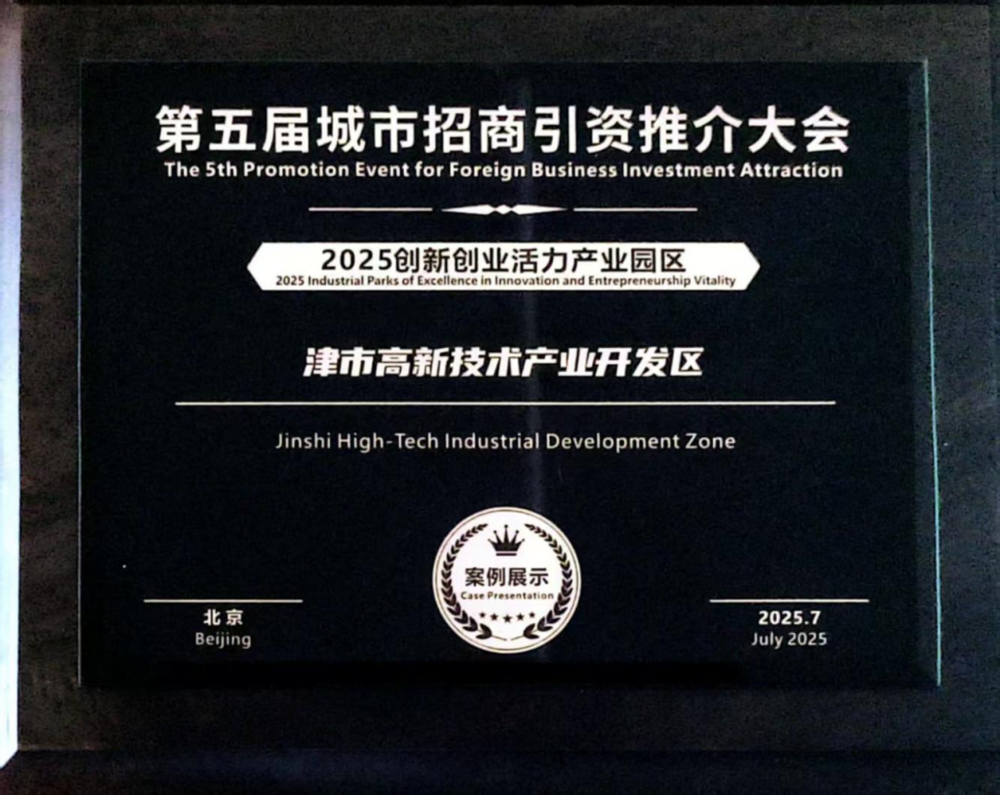 第五届城市招商引资推介大会
The 5th Promotion Event for Foreign Business Investment Attraction
2025创新创业活力产业园区
2025 Industrial Parks of Excellence in Innovation and Entrepreneurship Vitality
津市高新技术产业开发区
Jinshi High-Tech Industrial Development Zone
案例展示
Case Presentation
北京
Beijing
2025.7
July 2025